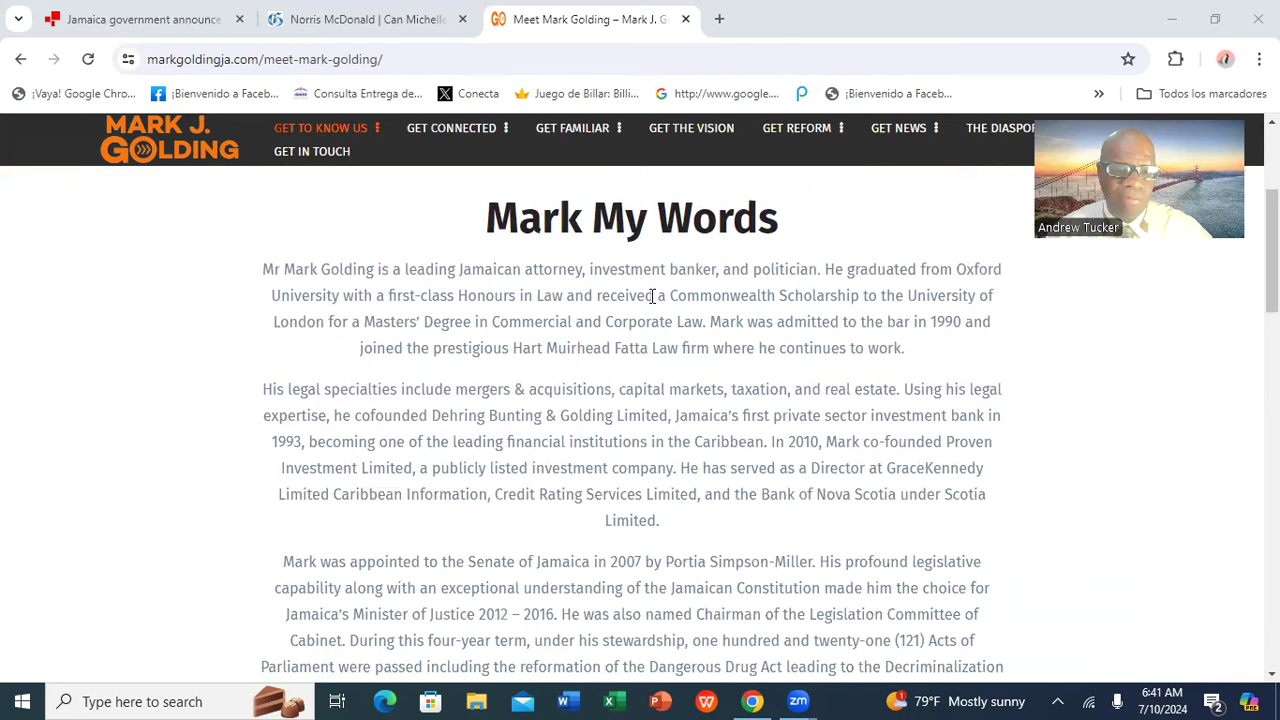 Jamaica government announce
Norris McDonald | Can Michelle
GO Meet Mark Golding – Mark J. G
markgoldingja.com/meet-mark-golding/
¡Vaya! Google Chro...
¡Bienvenido a Faceb...
Consulta Entrega de...
X Conecta
Juego de Billar: Billi...
http://www.google....
¡Bienvenido a Faceb...
Todos los marcadores
MARK J.
GOLDING
GET TO KNOW US
GET CONNECTED
GET FAMILIAR
GET THE VISION
GET REFORM
GET NEWS
THE DIASPOR
GET IN TOUCH
Andrew Tucker
Mark My Words
Mr Mark Golding is a leading Jamaican attorney, investment banker, and politician. He graduated from Oxford
University with a first-class Honours in Law and received a Commonwealth Scholarship to the University of
London for a Masters’ Degree in Commercial and Corporate Law. Mark was admitted to the bar in 1990 and
joined the prestigious Hart Muirhead Fatta Law firm where he continues to work.
His legal specialties include mergers & acquisitions, capital markets, taxation, and real estate. Using his legal
expertise, he cofounded Dehring Bunting & Golding Limited, Jamaica’s first private sector investment bank in
1993, becoming one of the leading financial institutions in the Caribbean. In 2010, Mark co-founded Proven
Investment Limited, a publicly listed investment company. He has served as a Director at GraceKennedy
Limited Caribbean Information, Credit Rating Services Limited, and the Bank of Nova Scotia under Scotia
Limited.
Mark was appointed to the Senate of Jamaica in 2007 by Portia Simpson-Miller. His profound legislative
capability along with an exceptional understanding of the Jamaican Constitution made him the choice for
Jamaica’s Minister of Justice 2012 – 2016. He was also named Chairman of the Legislation Committee of
Cabinet. During this four-year term, under his stewardship, one hundred and twenty-one (121) Acts of
Parliament were passed including the reformation of the Dangerous Drug Act leading to the Decriminalization
Type here to search
79°F Mostly sunny
6:41 AM
7/10/2024